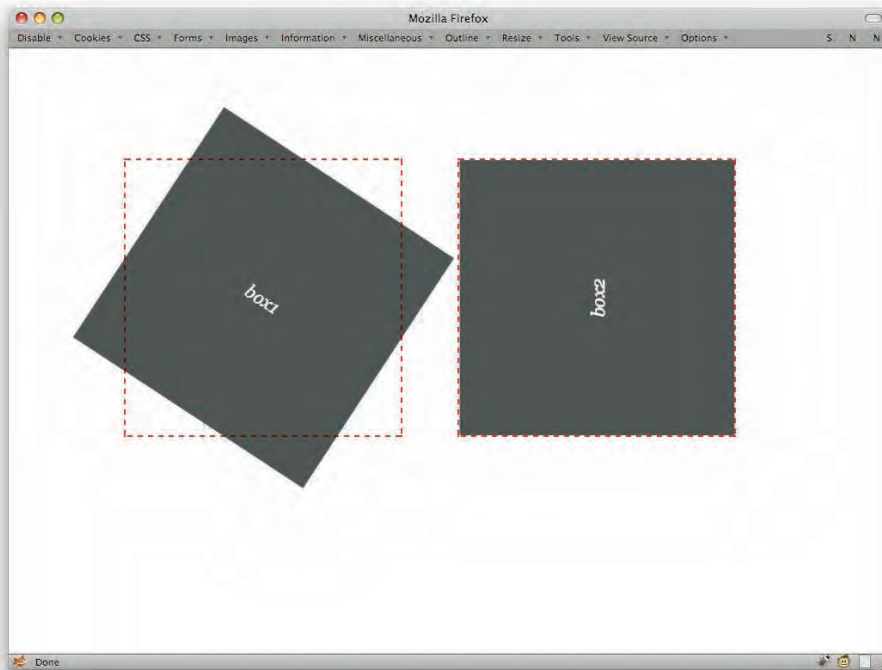 Mozilla Firefox
Disable Cookies CSS Forms Images Information Miscellaneous Outline Resize Tools View Source Options S N N
box1
box2
Done